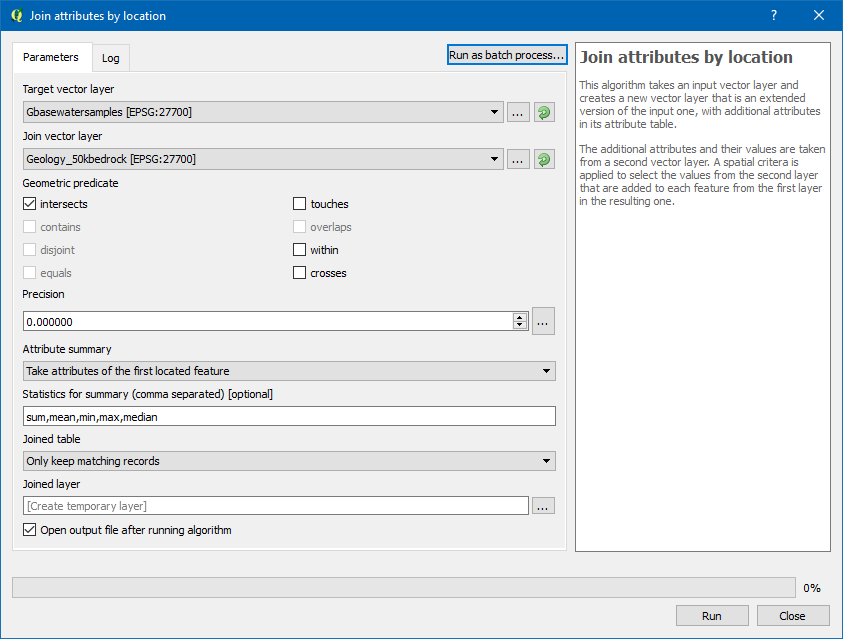 Join attributes by location
?
Parameters
Log
Run as batch process...
Target vector layer
Gbasewatersamples [EPSG:27700]
...
Join vector layer
Geology_50kbedrock [EPSG:27700]
...
Geometric predicate
intersects
touches
contains
overlaps
disjoint
within
equals
crosses
Precision
0.000000
...
Attribute summary
Take attributes of the first located feature
Statistics for summary (comma separated) [optional]
sum,mean,min,max,median
Joined table
Only keep matching records
Joined layer
[Create temporary layer]
...
Open output file after running algorithm
Join attributes by location
This algorithm takes an input vector layer and
creates a new vector layer that is an extended
version of the input one, with additional attributes
in its attribute table.
The additional attributes and their values are taken
from a second vector layer. A spatial critera is
applied to select the values from the second layer
that are added to each feature from the first layer
in the resulting one.
0%
Run
Close